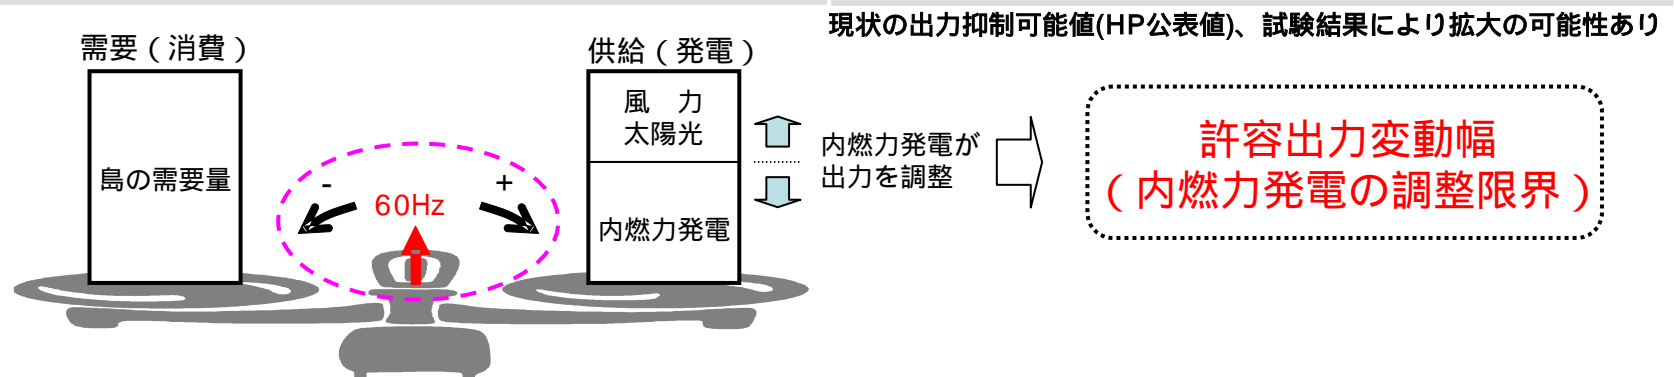 現状の出力抑制可能値(HP公表値)、試験結果により拡大の可能性あり
需要（消費）
供給（発電）
島の需要量
- 60Hz +
風　力
太陽光
内燃力発電
内燃力発電が
出力を調整
許容出力変動幅
（内燃力発電の調整限界）